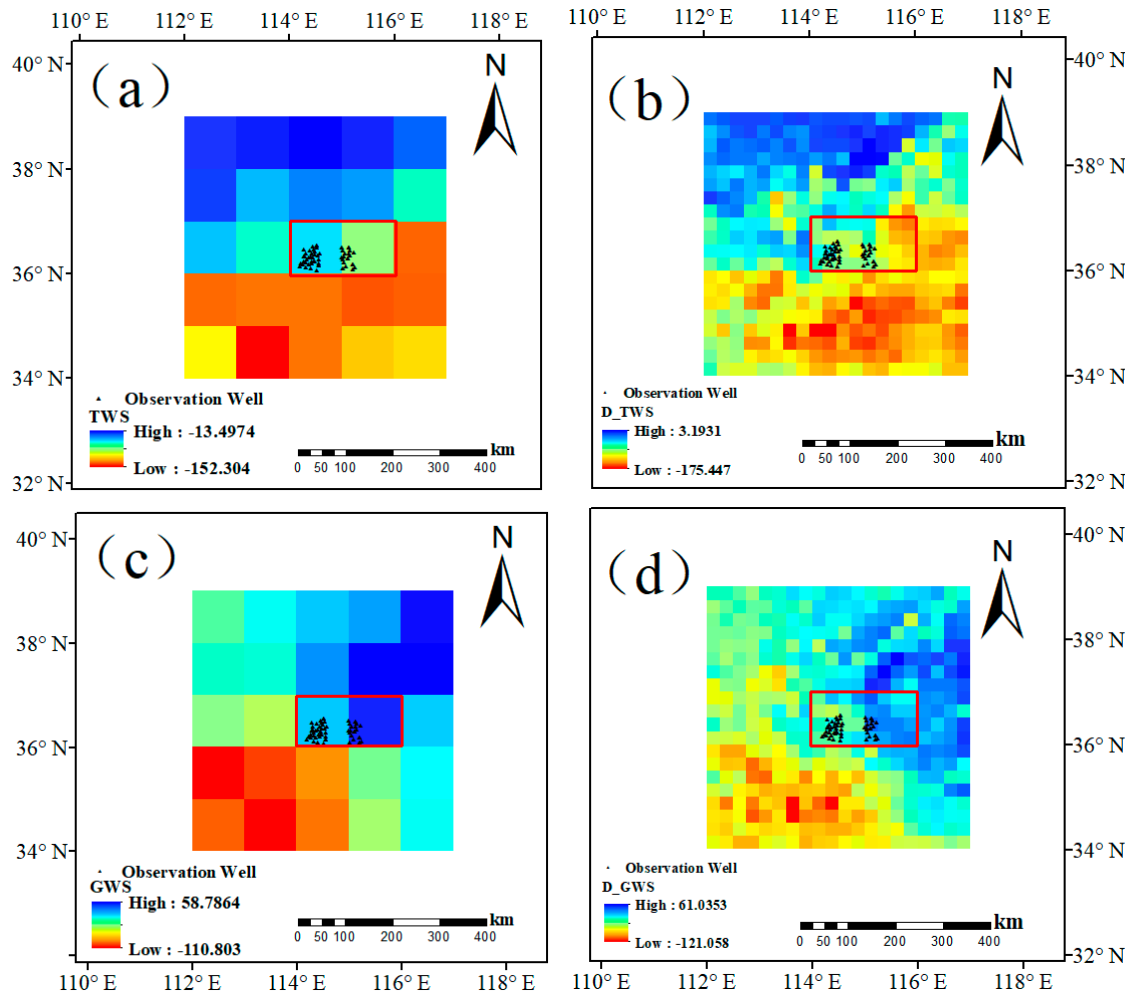 110° E 112° E 114° E 116° E 118° E
110° E 112° E 114° E 116° E 118° E
40° N
38° N
36° N
34° N
32° N
（a）
N
Observation Well
TWS
High : -13.4974
Low : -152.304
km
0 50 100 200 300 400
（b）
N
Observation Well
D_TWS
High : 3.1931
Low : -175.447
km
0 50 100 200 300 400
40° N
38° N
36° N
34° N
32° N
40° N
38° N
36° N
34° N
（c）
N
Observation Well
GWS
High : 58.7864
Low : -110.803
km
0 50 100 200 300 400
（d）
N
Observation Well
D_GWS
High : 61.0353
Low : -121.058
km
0 50 100 200 300 400
40° N
38° N
36° N
34° N
32° N
110° E 112° E 114° E 116° E 118° E
110° E 112° E 114° E 116° E 118° E